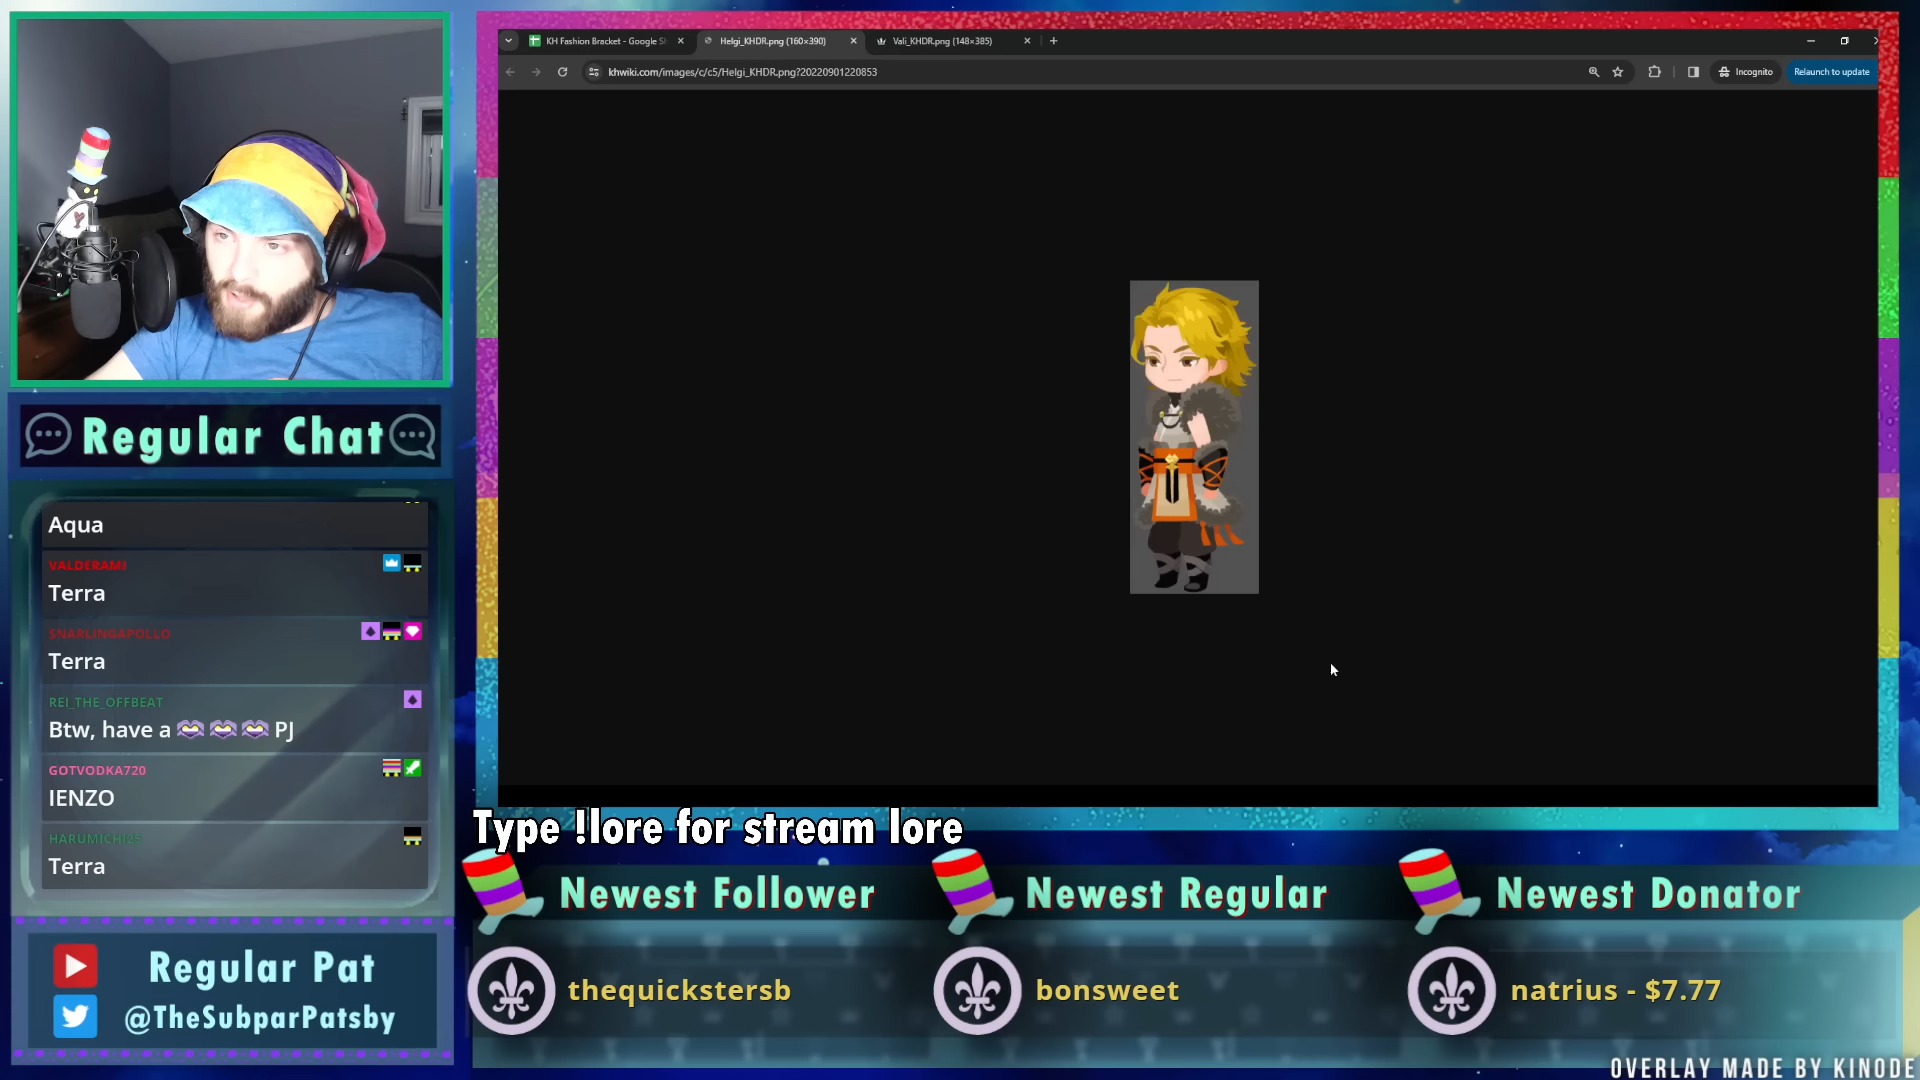 KH Fashion Bracket - Google Sh
Helgi_KHDR.png (160×390)
Vali_KHDR.png (148×385)
khwiki.com/images/c/c5/Helgi_KHDR.png?20220901220853
Incognito
Relaunch to update
Regular Chat
Aqua
VALDERAMI
Terra
SNARLINGAPOLLO
Terra
REI_THE_OFFBEAT
Btw, have a PJ
GOTVODKA720
IENZO
HARUMICHI25
Terra
Regular Pat
@TheSubparPatsby
Type !lore for stream lore
Newest Follower
Newest Regular
Newest Donator
thequickstersb
bonsweet
natrius - $7.77
OVERLAY MADE BY KINODE